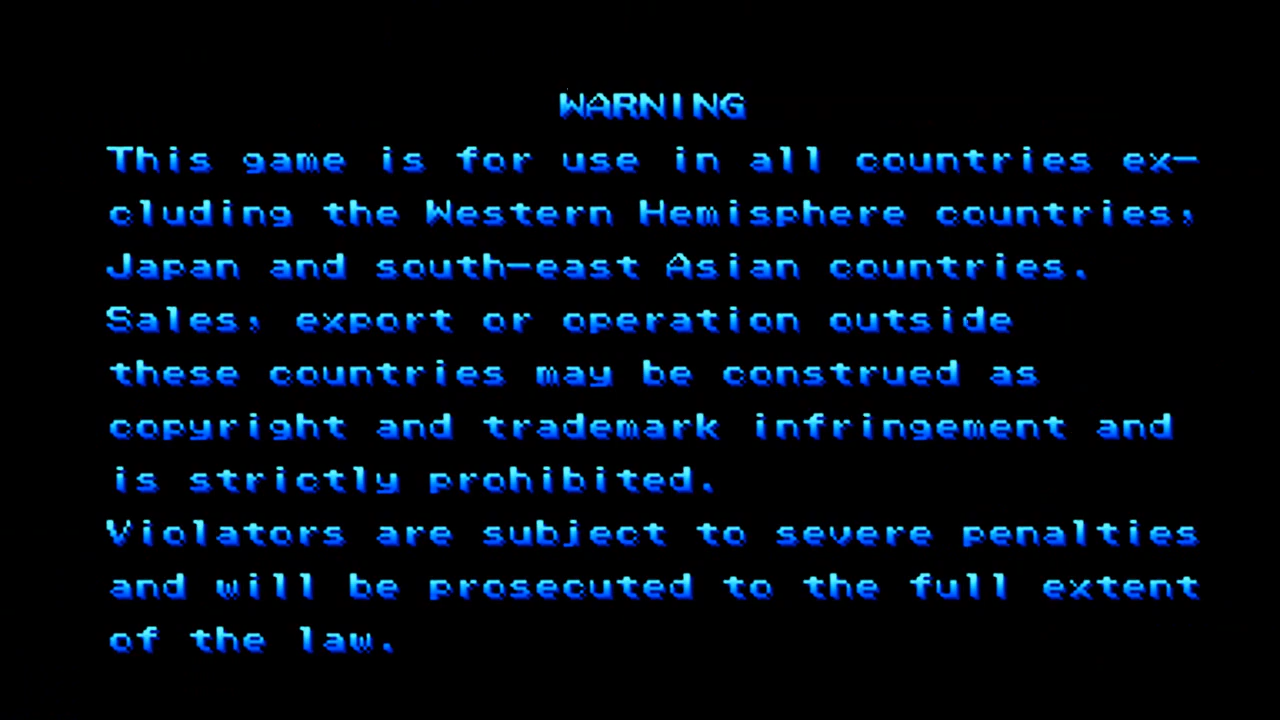 WARNING
This game is for use in all countries ex-
cluding the Western Hemisphere countries,
Japan and south-east Asian countries.
Sales, export or operation outside
these countries may be construed as
copyright and trademark infringement and
is strictly prohibited.
Violators are subject to severe penalties
and will be prosecuted to the full extent
of the law.